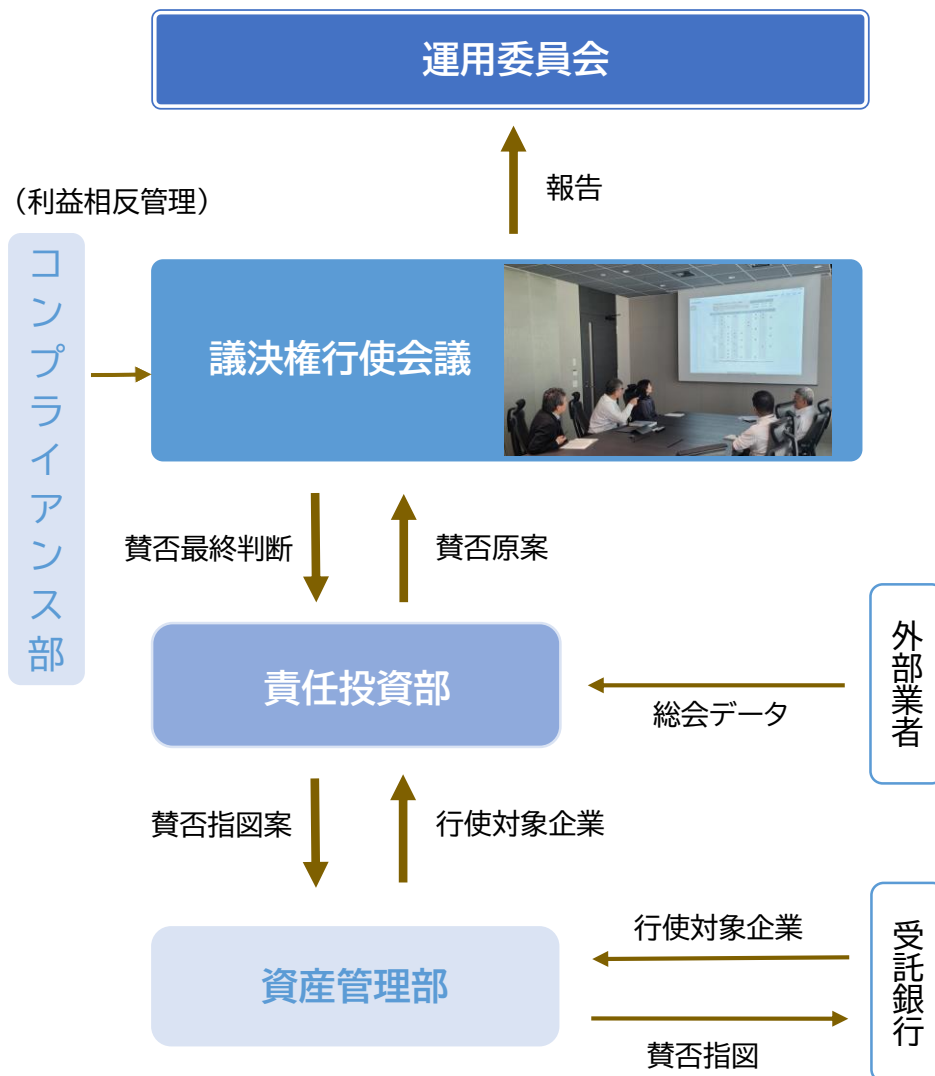 運用委員会
報告
（利益相反管理）
コンプライアンス部
議決権行使会議
賛否最終判断
賛否原案
責任投資部
総会データ
外部業者
賛否指図案
行使対象企業
資産管理部
行使対象企業
賛否指図
受託銀行